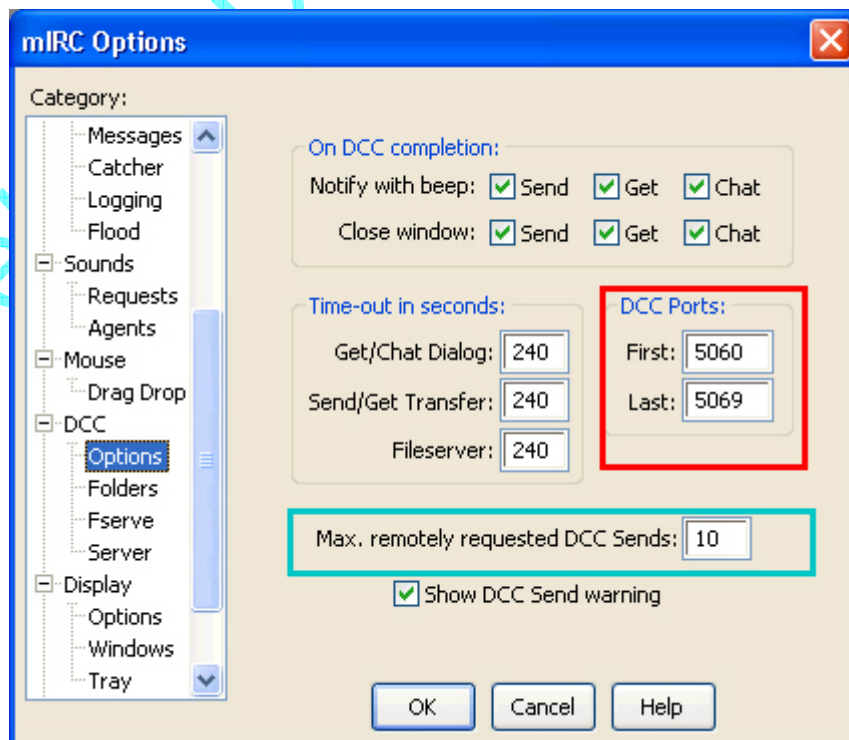 mIRC Options
Category:
Messages
Catcher
Logging
Flood
Sounds
Requests
Agents
Mouse
Drag Drop
DCC
Options
Folders
Fserve
Server
Display
Options
Windows
Tray
On DCC completion:
Notify with beep: Send Get Chat
Close window: Send Get Chat
Time-out in seconds:
Get/Chat Dialog: 240
Send/Get Transfer: 240
Fileserver: 240
DCC Ports:
First: 5060
Last: 5069
Max. remotely requested DCC Sends: 10
Show DCC Send warning
OK Cancel Help